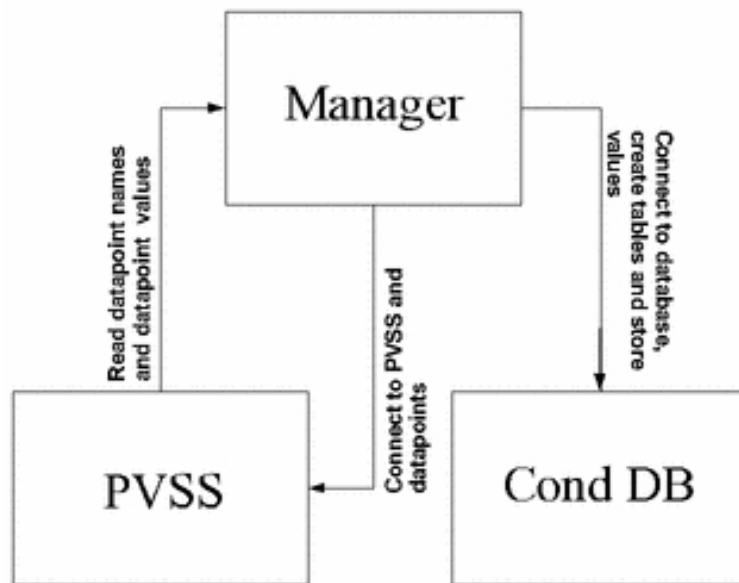 Manager
Read datapoint names
and datapoint values
Connect to PVSS and
datapoints
Connect to database,
create tables and store
values
PVSS
Cond DB